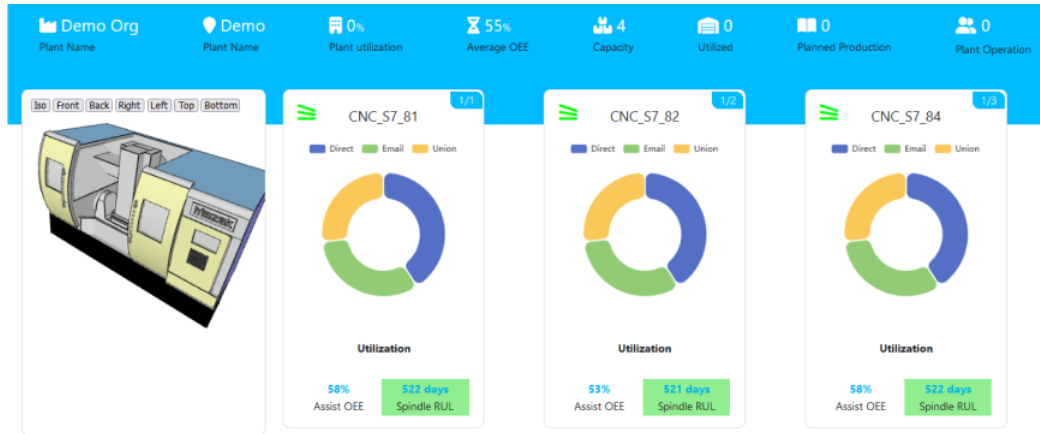 Demo Org
Plant Name
Demo
Plant Name
0%
Plant utilization
55%
Average OEE
4
Capacity
0
Utilized
0
Planned Production
0
Plant Operation
Iso Front Back Right Left Top Bottom
Mazak
1/1
CNC_S7_81
Direct Email Union
Utilization
58% 522 days
Assist OEE Spindle RUL
1/2
CNC_S7_82
Direct Email Union
Utilization
53% 521 days
Assist OEE Spindle RUL
1/3
CNC_S7_84
Direct Email Union
Utilization
58% 522 days
Assist OEE Spindle RUL